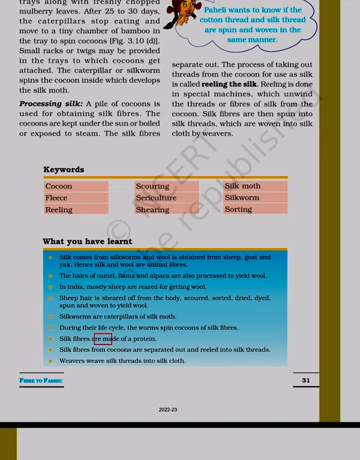 trays along with freshly chopped
mulberry leaves. After 25 to 30 days,
the caterpillars stop eating and
move to a tiny chamber of bamboo in
the tray to spin cocoons [Fig. 3.10 (d)].
Small racks or twigs may be provided
in the trays to which cocoons get
attached. The caterpillar or silkworm
spins the cocoon inside which develops
the silk moth.
Processing silk: A pile of cocoons is
used for obtaining silk fibres. The
cocoons are kept under the sun or boiled
or exposed to steam. The silk fibres
Paheli wants to know if the
cotton thread and silk thread
are spun and woven in the
same manner.
separate out. The process of taking out
threads from the cocoon for use as silk
is called reeling the silk. Reeling is done
in special machines, which unwind
the threads or fibres of silk from the
cocoon. Silk fibres are then spun into
silk threads, which are woven into silk
cloth by weavers.
Keywords
Cocoon Scouring Silk moth
Fleece Sericulture Silkworm
Reeling Shearing Sorting
What you have learnt
Silk comes from silkworms and wool is obtained from sheep, goat and
yak. Hence silk and wool are animal fibres.
The hairs of camel, llama and alpaca are also processed to yield wool.
In India, mostly sheep are reared for getting wool.
Sheep hair is sheared off from the body, scoured, sorted, dried, dyed,
spun and woven to yield wool.
Silkworms are caterpillars of silk moth.
During their life cycle, the worms spin cocoons of silk fibres.
Silk fibres are made of a protein.
Silk fibres from cocoons are separated out and reeled into silk threads.
Weavers weave silk threads into silk cloth.
FIBRE TO FABRIC 31
2022-23
© NCERT
be republished